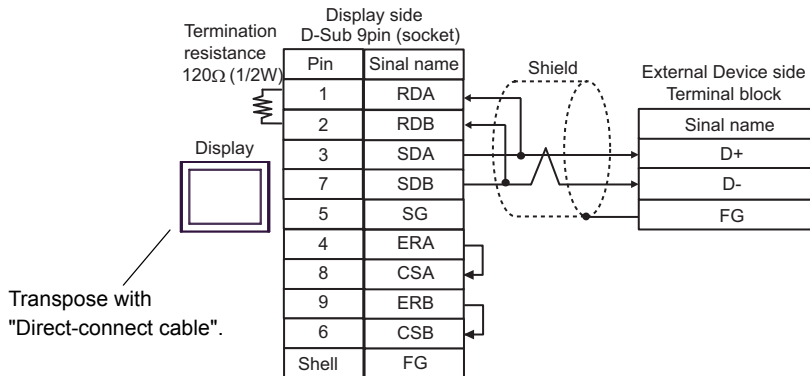 Display side
D-Sub 9pin (socket)
Termination
resistance
120Ω (1/2W)
Pin Sinal name
1 RDA
2 RDB
3 SDA
7 SDB
5 SG
4 ERA
8 CSA
9 ERB
6 CSB
Shell FG
Display
Shield
External Device side
Terminal block
Sinal name
D+
D-
FG
Transpose with
"Direct-connect cable".